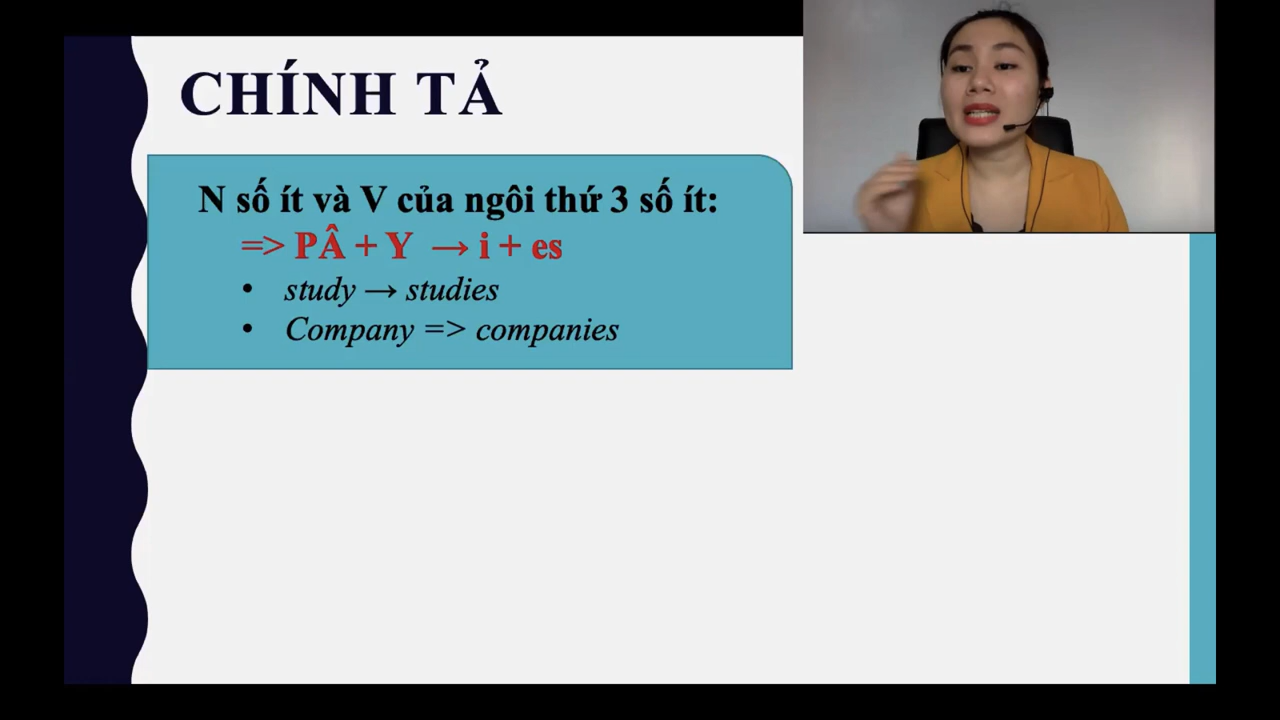 CHÍNH TẢ
N số ít và V của ngôi thứ 3 số ít:
=> PÂ + Y → i + es
• study → studies
• Company => companies